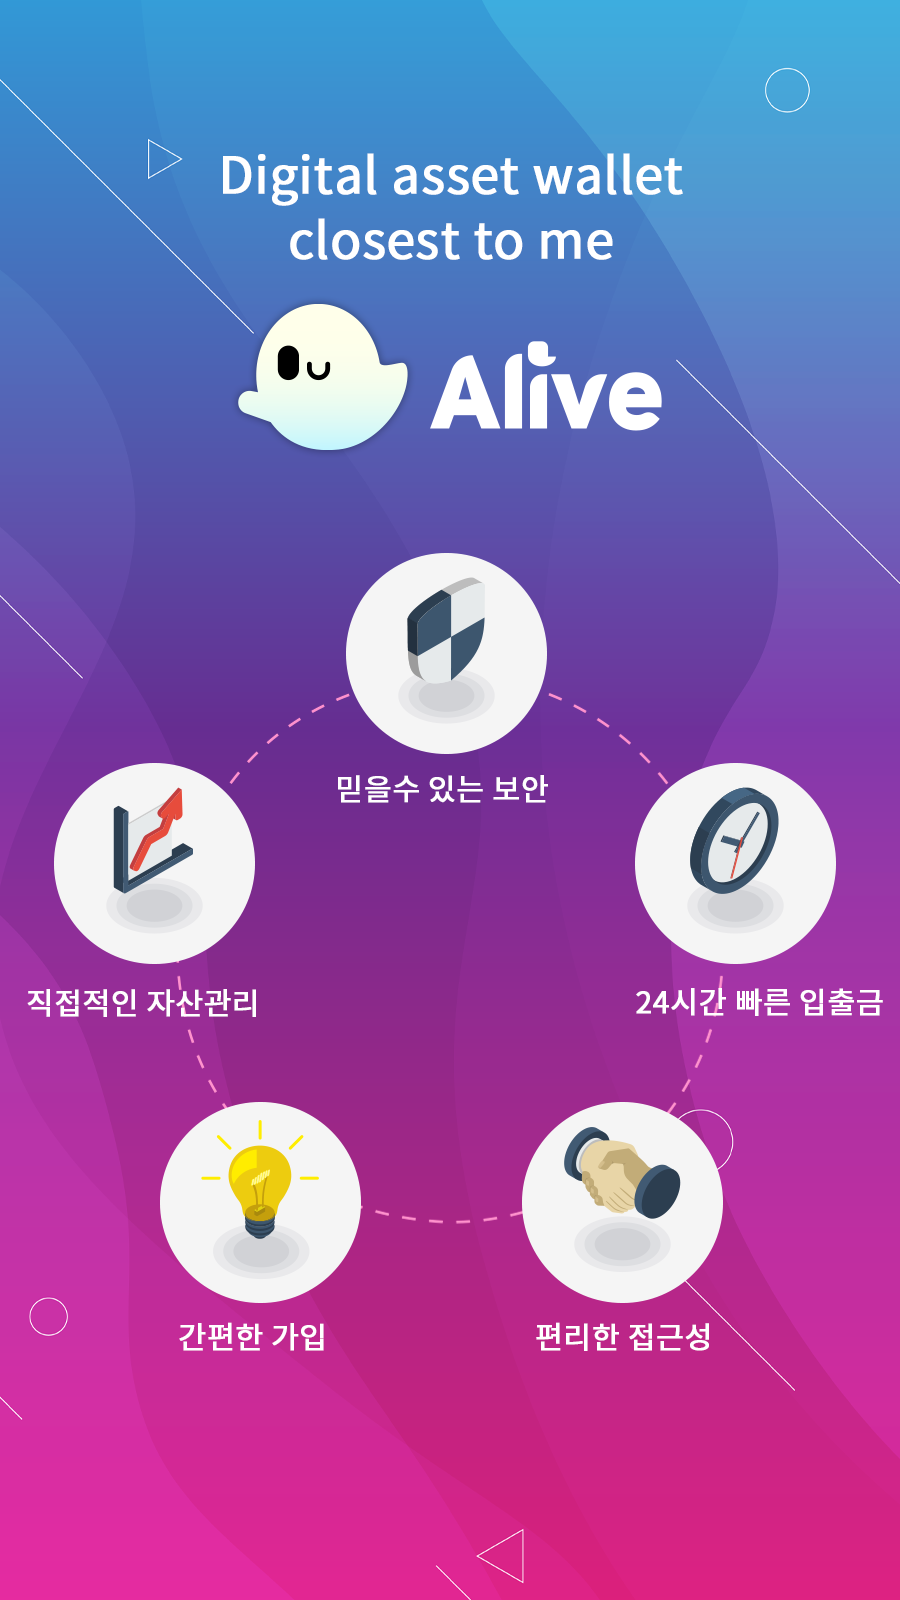 Digital asset wallet
closest to me
Alive
믿을수 있는 보안
직접적인 자산관리
24시간 빠른 입출금
간편한 가입
편리한 접근성